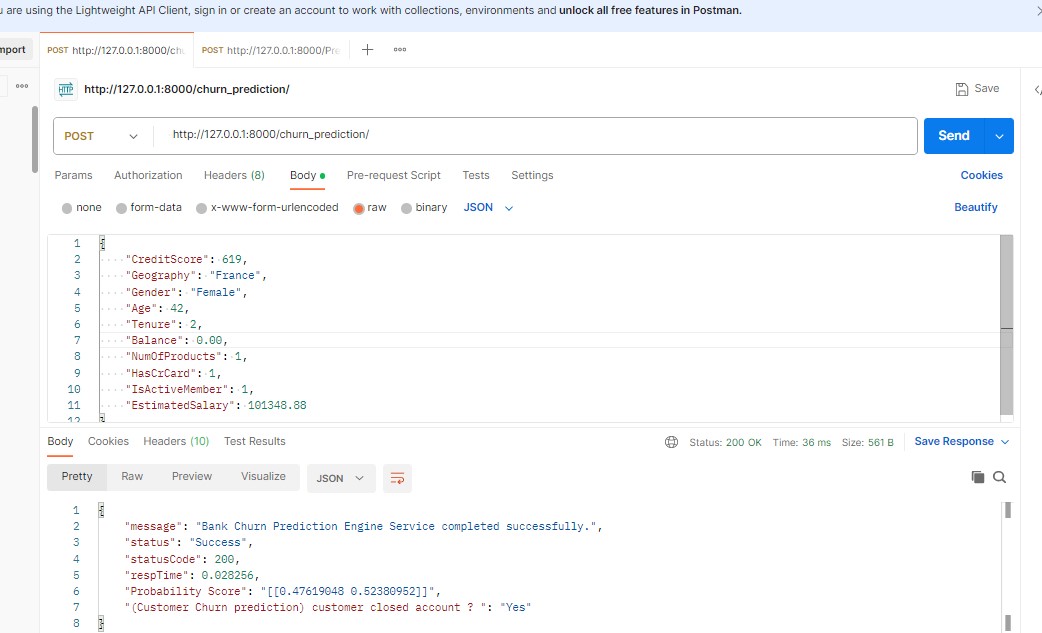 u are using the Lightweight API Client, sign in or create an account to work with collections, environments and unlock all free features in Postman.
mport
POST http://127.0.0.1:8000/ch
POST http://127.0.0.1:8000/Pre
HTTP http://127.0.0.1:8000/churn_prediction/
Save
POST http://127.0.0.1:8000/churn_prediction/
Send
Params Authorization Headers (8) Body Pre-request Script Tests Settings Cookies
none form-data x-www-form-urlencoded raw binary JSON Beautify
1 {
2 "CreditScore": 619,
3 "Geography": "France",
4 "Gender": "Female",
5 "Age": 42,
6 "Tenure": 2,
7 "Balance": 0.00,
8 "NumOfProducts": 1,
9 "HasCrCard": 1,
10 "IsActiveMember": 1,
11 "EstimatedSalary": 101348.88
12 }
Body Cookies Headers (10) Test Results Status: 200 OK Time: 36 ms Size: 561 B Save Response
Pretty Raw Preview Visualize JSON
1 {
2 "message": "Bank Churn Prediction Engine Service completed successfully.",
3 "status": "Success",
4 "statusCode": 200,
5 "respTime": 0.028256,
6 "Probability Score": "[[0.47619048 0.52380952]]",
7 "(Customer Churn prediction) customer closed account ? ": "Yes"
8 }